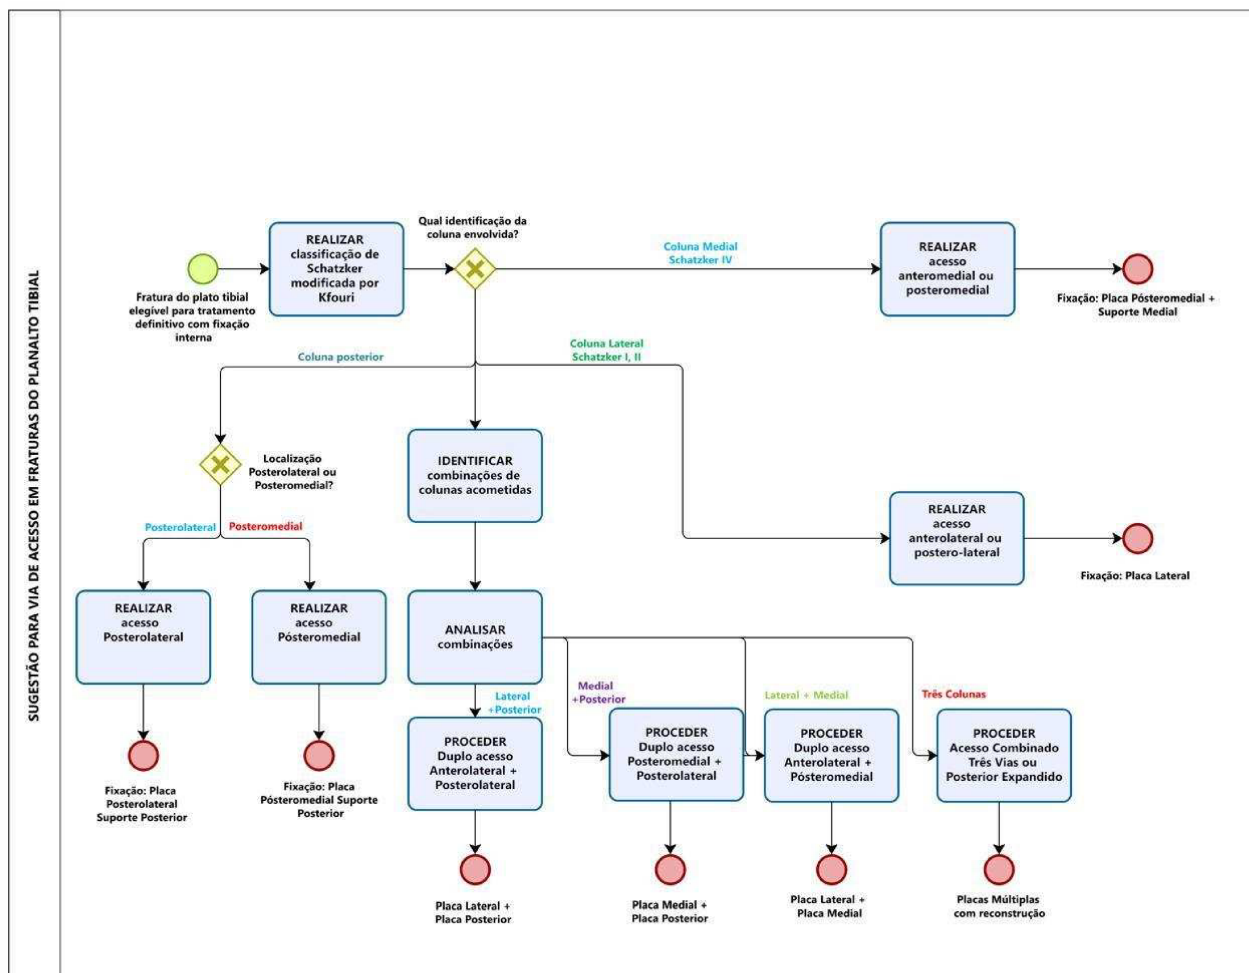 SUGESTÃO PARA VIA DE ACESSO EM FRATURAS DO PLANALTO TIBIAL
Fratura do plato tibial
elegível para tratamento
definitivo com fixação
interna
REALIZAR
classificação de
Schatzker
modificada por
Kfouri
Qual identificação da
coluna envolvida?
Coluna Medial
Schatzker IV
REALIZAR
acesso
anteromedial ou
posteromedial
Fixação: Placa Pósteromedial +
Suporte Medial
Coluna posterior
Coluna Lateral
Schatzker I, II
Localização
Posterolateral ou
Posteromedial?
IDENTIFICAR
combinações de
colunas acometidas
REALIZAR
acesso
anterolateral ou
postero-lateral
Fixação: Placa Lateral
Posterolateral
Posteromedial
REALIZAR
acesso
Posterolateral
REALIZAR
acesso
Pósteromedial
ANALISAR
combinações
Lateral
+Posterior
Medial
+Posterior
Lateral + Medial
Três Colunas
PROCEDER
Duplo acesso
Anterolateral +
Posterolateral
PROCEDER
Duplo acesso
Posteromedial +
Posterolateral
PROCEDER
Duplo acesso
Anterolateral +
Pósteromedial
PROCEDER
Acesso Combinado
Três Vias ou
Posterior Expandido
Fixação: Placa
Posterolateral
Suporte Posterior
Fixação: Placa
Pósteromedial Suporte
Posterior
Placa Lateral +
Placa Posterior
Placa Medial +
Placa Posterior
Placa Lateral +
Placa Medial
Placas Múltiplas
com reconstrução